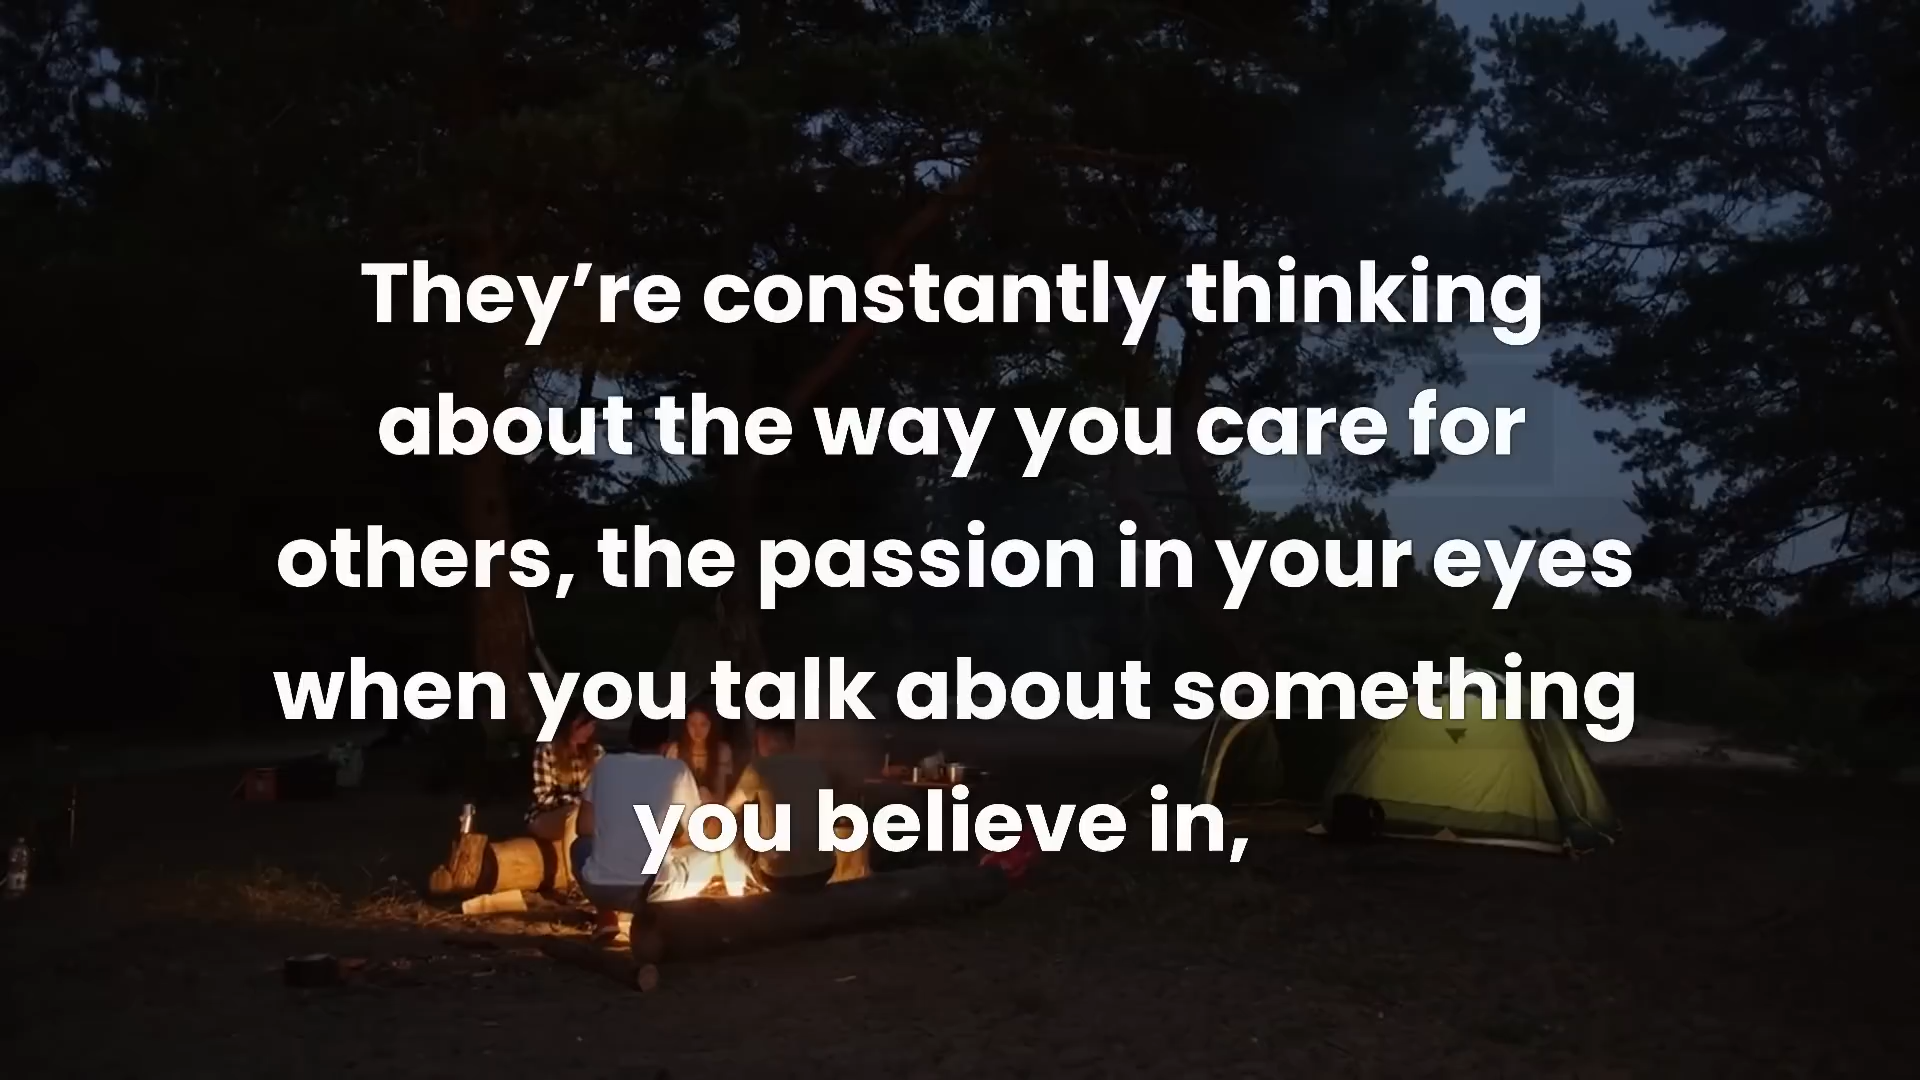 They’re constantly thinking
about the way you care for
others, the passion in your eyes
when you talk about something
you believe in,